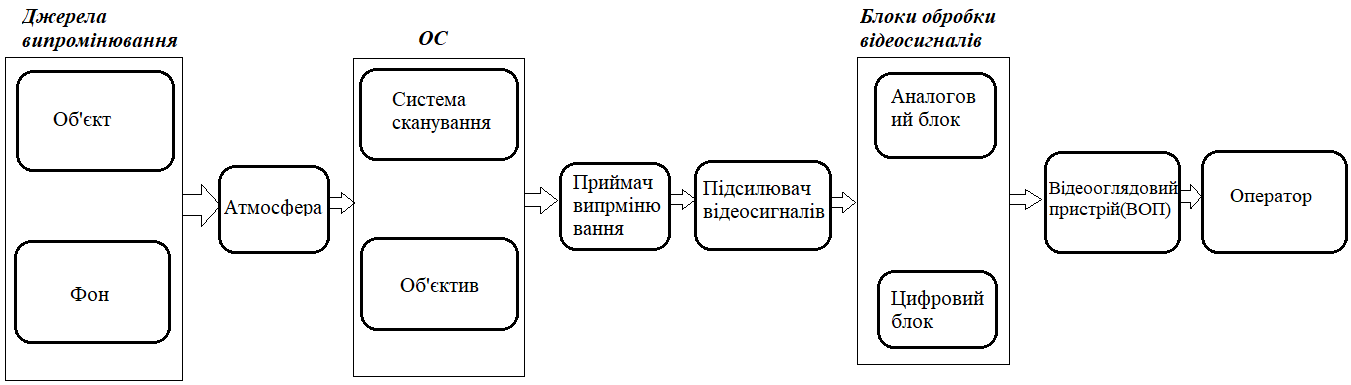 Джерела
випромінювання
Об'єкт
Фон
Атмосфера
ОС
Система
сканування
Об'єктив
Приймач
випрміню
вання
Підсилювач
відеосигналів
Блоки обробки
відеосигналів
Аналогов
ий блок
Цифровий
блок
Відеооглядовий
пристрій(ВОП)
Оператор